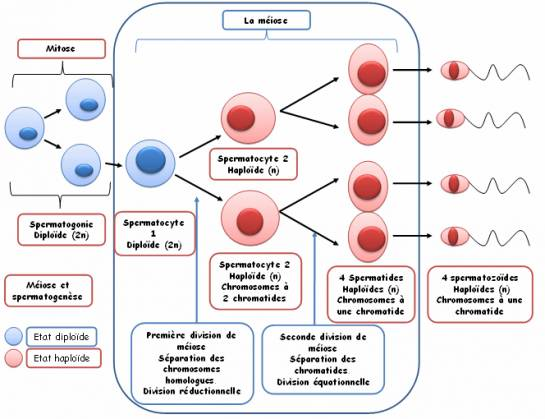 La méiose
Mitose
Spermatocyte 2
Haploïde (n)
Spermatogonie
Diploïde (2n)
Spermatocyte
1
Diploïde (2n)
Spermatocyte 2
Haploïde (n)
Chromosomes à
2 chromatides
4 Spermatides
Haploïdes (n)
Chromosomes à
une chromatide
4 spermatozoïdes
Haploïdes (n)
Chromosomes à une
chromatide
Méiose et
spermatogenèse
Etat diploïde
Etat haploïde
Première division de
méiose
Séparation des
chromosomes
homologues.
Division réductionnelle
Seconde division de
méiose
Séparation des
chromatides
Division équationnelle